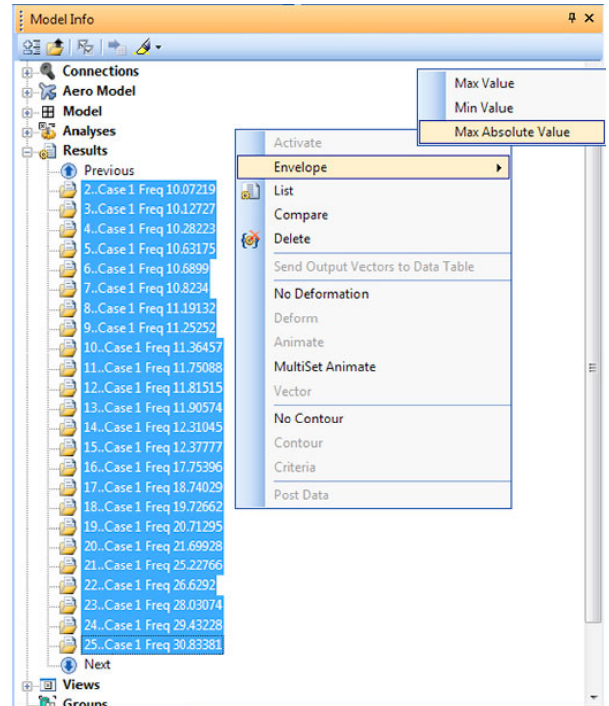 Model Info
Connections
Aero Model
Model
Analyses
Results
Previous
2..Case 1 Freq 10.07219
3..Case 1 Freq 10.12727
4..Case 1 Freq 10.28223
5..Case 1 Freq 10.63175
6..Case 1 Freq 10.6899
7..Case 1 Freq 10.8234
8..Case 1 Freq 11.19132
9..Case 1 Freq 11.25252
10..Case 1 Freq 11.36457
11..Case 1 Freq 11.75088
12..Case 1 Freq 11.81515
13..Case 1 Freq 11.90574
14..Case 1 Freq 12.31045
15..Case 1 Freq 12.37777
16..Case 1 Freq 17.75396
17..Case 1 Freq 18.74029
18..Case 1 Freq 19.72662
19..Case 1 Freq 20.71295
20..Case 1 Freq 21.69928
21..Case 1 Freq 25.22766
22..Case 1 Freq 26.6292
23..Case 1 Freq 28.03074
24..Case 1 Freq 29.43228
25..Case 1 Freq 30.83381
Next
Views
Groups
Activate
Envelope
List
Compare
Delete
Send Output Vectors to Data Table
No Deformation
Deform
Animate
MultiSet Animate
Vector
No Contour
Contour
Criteria
Post Data
Max Value
Min Value
Max Absolute Value